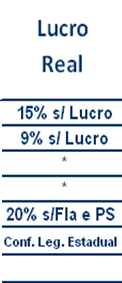 Lucro
Real
15% s/ Lucro
9% s/ Lucro
*
*
20% s/Fla e PS
Conf. Leg. Estadual